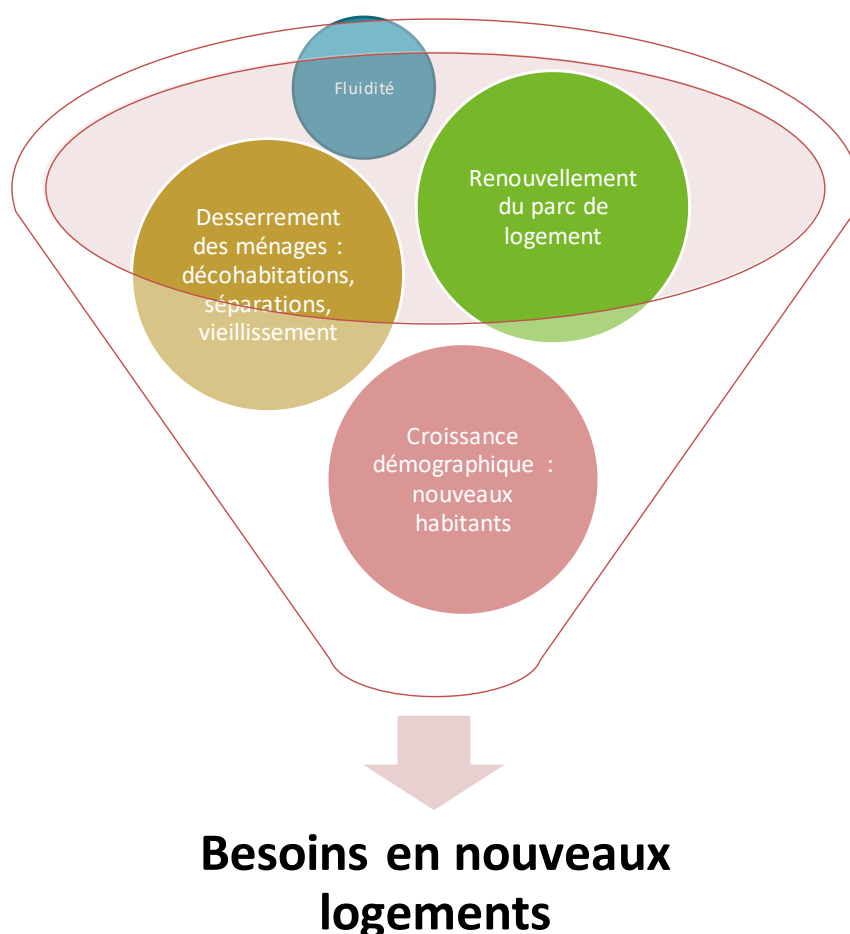 Fluidité
Renouvellement
du parc de
logement
Desserrement
des ménages :
décohabitations,
séparations,
vieillissement
Croissance
démographique :
nouveaux
habitants
Besoins en nouveaux
logements